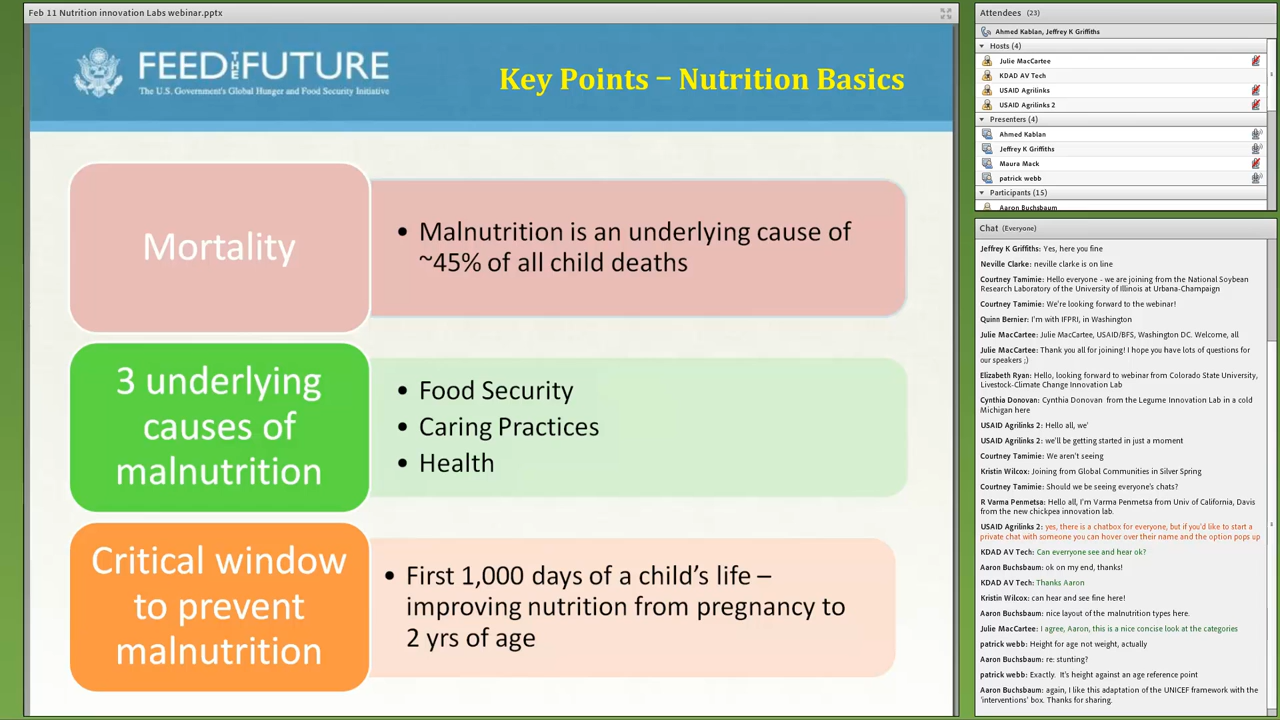 Feb 11 Nutrition innovation Labs webinar.pptx
FEED THE FUTURE
The U.S. Government's Global Hunger and Food Security Initiative
Key Points – Nutrition Basics
Mortality
• Malnutrition is an underlying cause of
~45% of all child deaths
3 underlying
causes of
malnutrition
• Food Security
• Caring Practices
• Health
Critical window
to prevent
malnutrition
• First 1,000 days of a child's life –
improving nutrition from pregnancy to
2 yrs of age
Attendees (23)
Ahmed Kablan, Jeffrey K Griffiths
Hosts (4)
Julie MacCartee
KDAD AV Tech
USAID Agrilinks
USAID Agrilinks 2
Presenters (4)
Ahmed Kablan
Jeffrey K Griffiths
Maura Mack
patrick webb
Participants (15)
Aaron Buchsbaum
Chat (Everyone)
Jeffrey K Griffiths: Yes, here you fine
Neville Clarke: neville clarke is on line
Courtney Tamimie: Hello everyone - we are joining from the National Soybean
Research Laboratory of the University of Illinois at Urbana-Champaign
Courtney Tamimie: We're looking forward to the webinar!
Quinn Bernier: I'm with IFPRI, in Washington
Julie MacCartee: Julie MacCartee, USAID/BFS, Washington DC. Welcome, all
Julie MacCartee: Thank you all for joining! I hope you have lots of questions for
our speakers ;)
Elizabeth Ryan: Hello, looking forward to webinar from Colorado State University,
Livestock-Climate Change Innovation Lab
Cynthia Donovan: Cynthia Donovan from the Legume Innovation Lab in a cold
Michigan here
USAID Agrilinks 2: Hello all, we'
USAID Agrilinks 2: we'll be getting started in just a moment
Courtney Tamimie: We aren't seeing
Kristin Wilcox: Joining from Global Communities in Silver Spring
Courtney Tamimie: Should we be seeing everyone's chats?
R Varma Penmetsa: Hello all, I'm Varma Penmetsa from Univ of California, Davis
from the new chickpea innovation lab.
USAID Agrilinks 2: yes, there is a chatbox for everyone, but if you'd like to start a
private chat with someone you can hover over their name and the option pops up
KDAD AV Tech: Can everyone see and hear ok?
Aaron Buchsbaum: ok on my end, thanks!
KDAD AV Tech: Thanks Aaron
Kristin Wilcox: can hear and see fine here!
Aaron Buchsbaum: nice layout of the malnutrition types here.
Julie MacCartee: I agree, Aaron, this is a nice concise look at the categories
patrick webb: Height for age not weight, actually
Aaron Buchsbaum: re: stunting?
patrick webb: Exactly. It's height against an age reference point
Aaron Buchsbaum: again, I like this adaptation of the UNICEF framework with the
'interventions' box. Thanks for sharing.